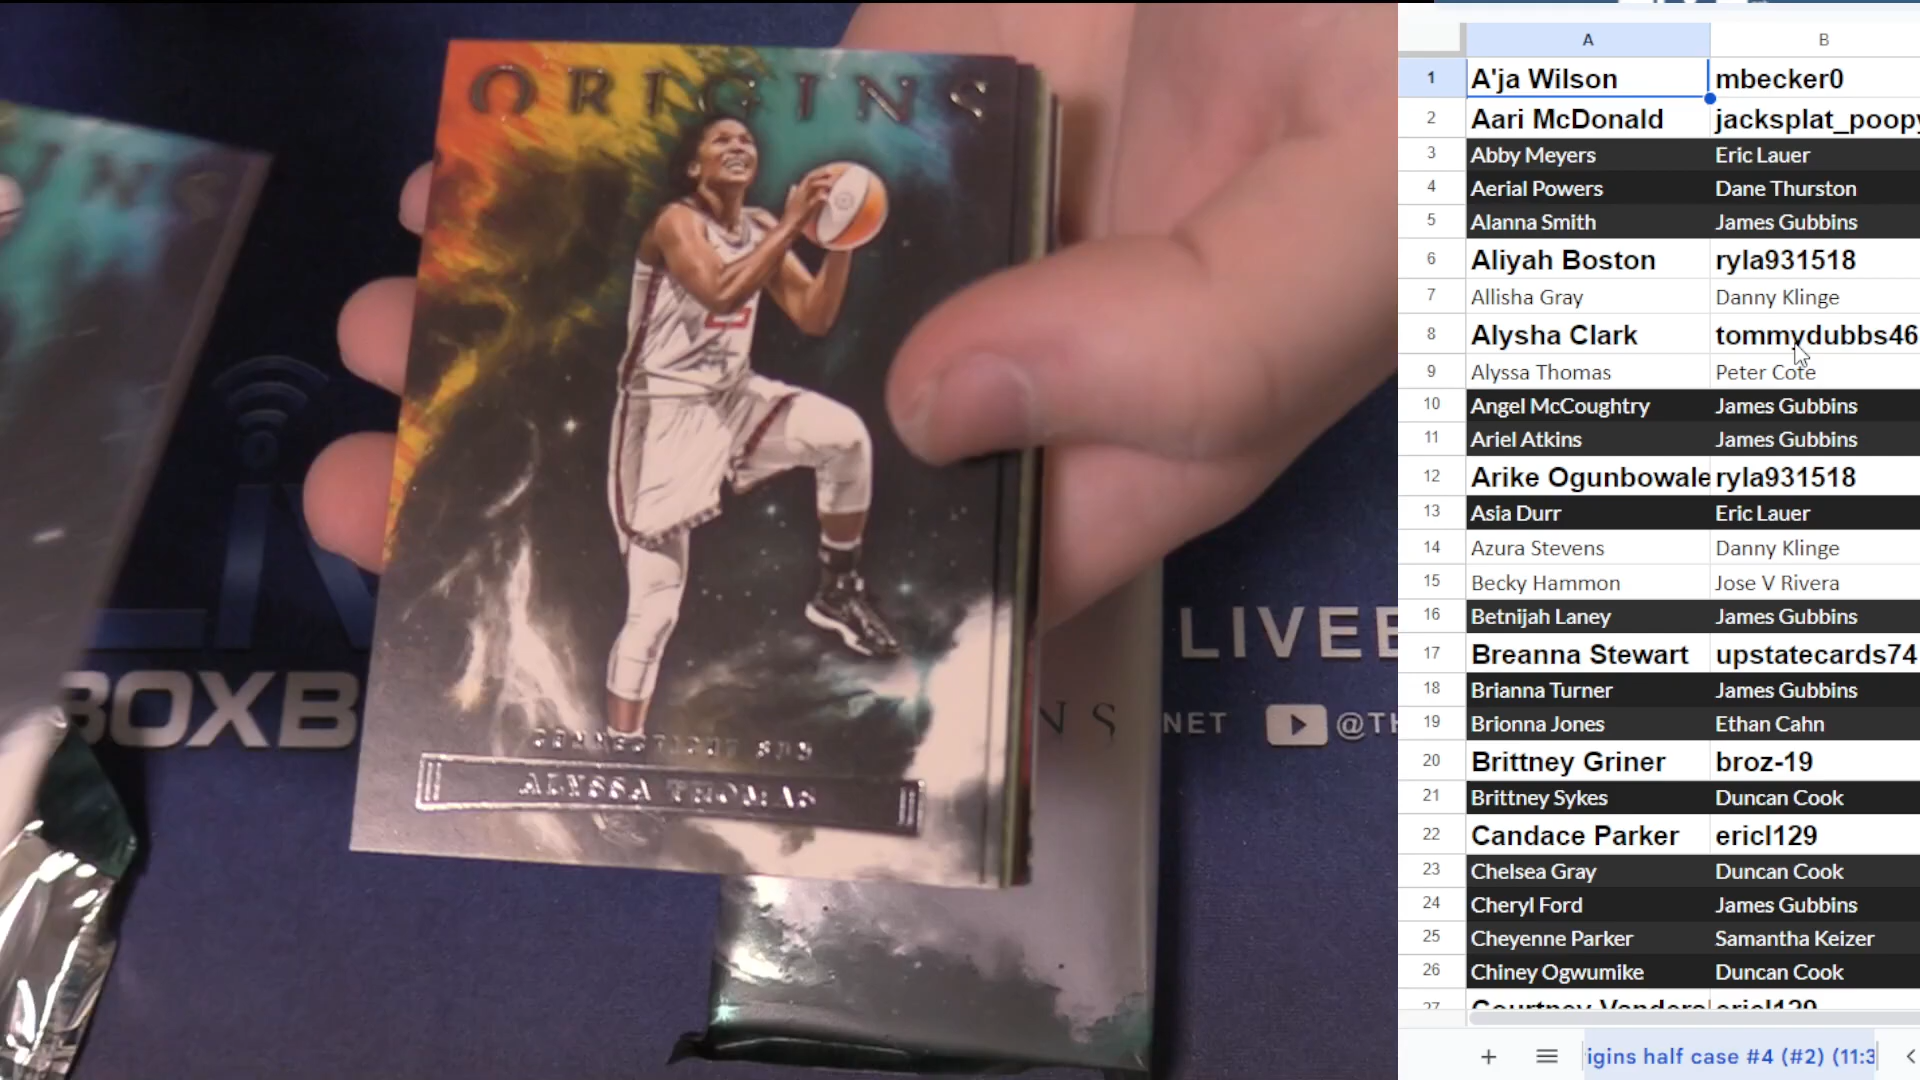 ORIGINS
CONNECTICUT SUN
ALYSSA THOMAS
BOXB
LIVEE
NS
NET
@TH
A B
1 A'ja Wilson mbecker0
2 Aari McDonald jacksplat_poopy
3 Abby Meyers Eric Lauer
4 Aerial Powers Dane Thurston
5 Alanna Smith James Gubbins
6 Aliyah Boston ryla931518
7 Allisha Gray Danny Klinge
8 Alysha Clark tommydubbs46
9 Alyssa Thomas Peter Cote
10 Angel McCoughtry James Gubbins
11 Ariel Atkins James Gubbins
12 Arike Ogunbowale ryla931518
13 Asia Durr Eric Lauer
14 Azura Stevens Danny Klinge
15 Becky Hammon Jose V Rivera
16 Betnijah Laney James Gubbins
17 Breanna Stewart upstatecards74
18 Brianna Turner James Gubbins
19 Brionna Jones Ethan Cahn
20 Brittney Griner broz-19
21 Brittney Sykes Duncan Cook
22 Candace Parker ericl129
23 Chelsea Gray Duncan Cook
24 Cheryl Ford James Gubbins
25 Cheyenne Parker Samantha Keizer
26 Chiney Ogwumike Duncan Cook
27 Courtney Vanders ericl129
igins half case #4 (#2) (11:3